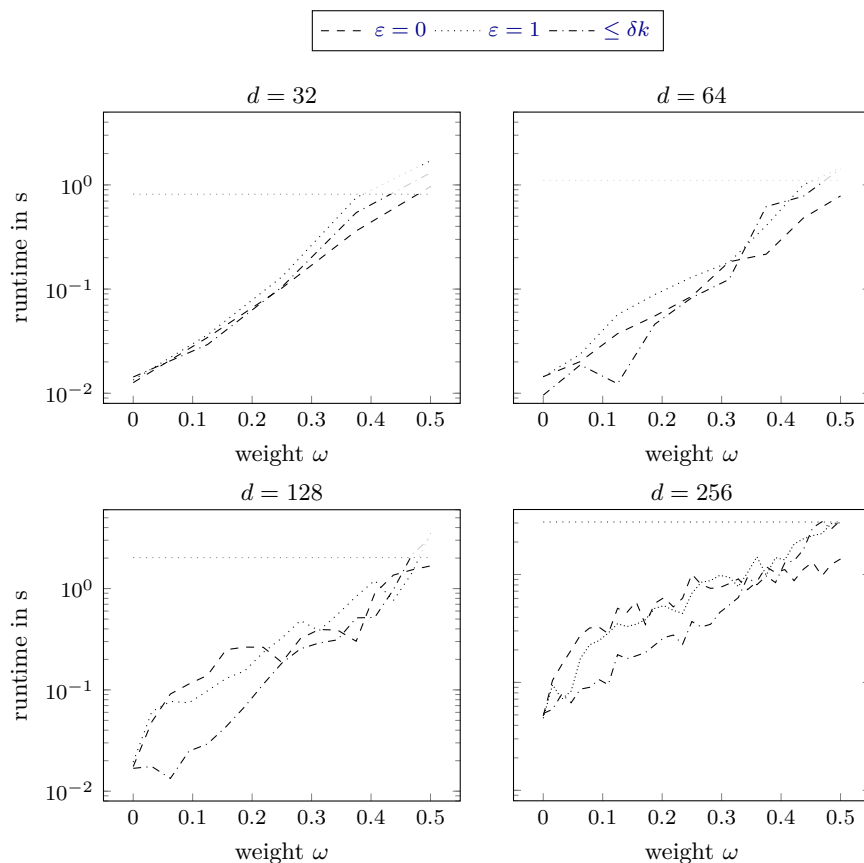 ε = 0 ε = 1 ≤ δk
d = 32
d = 64
runtime in s
10^0
10^−1
10^−2
0 0.1 0.2 0.3 0.4 0.5
weight ω
0 0.1 0.2 0.3 0.4 0.5
weight ω
d = 128
d = 256
runtime in s
10^0
10^−1
10^−2
0 0.1 0.2 0.3 0.4 0.5
weight ω
0 0.1 0.2 0.3 0.4 0.5
weight ω